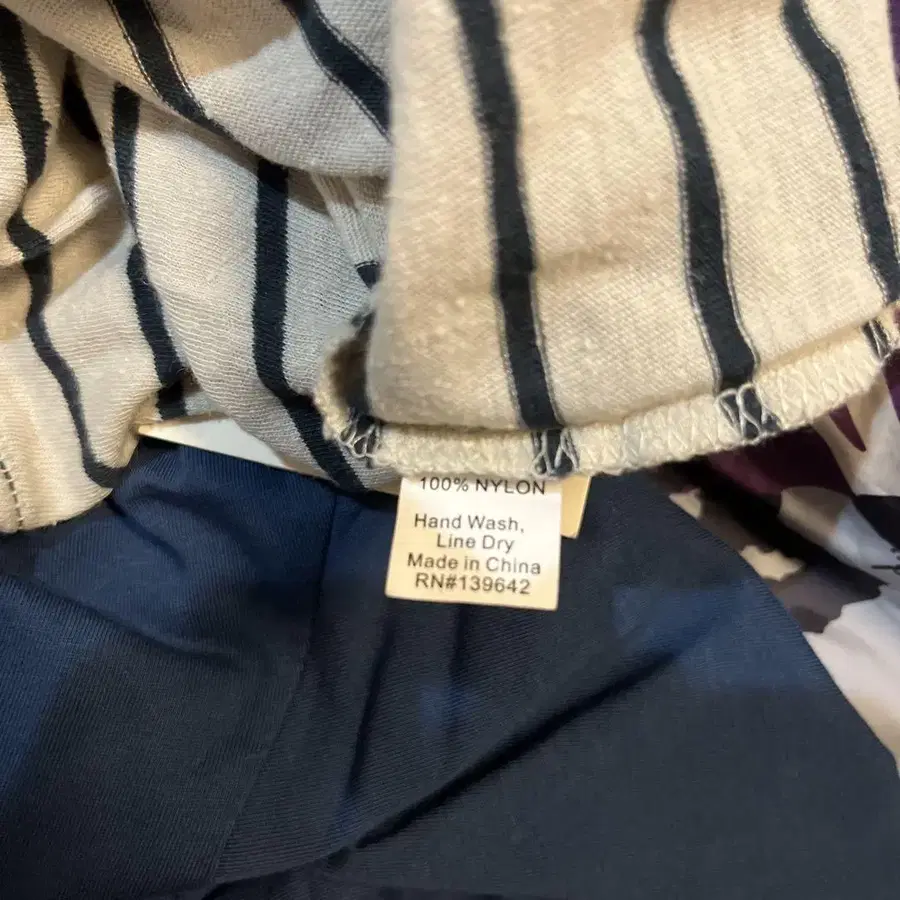 100% NYLON
Hand Wash,
Line Dry
Made in China
RN#139642